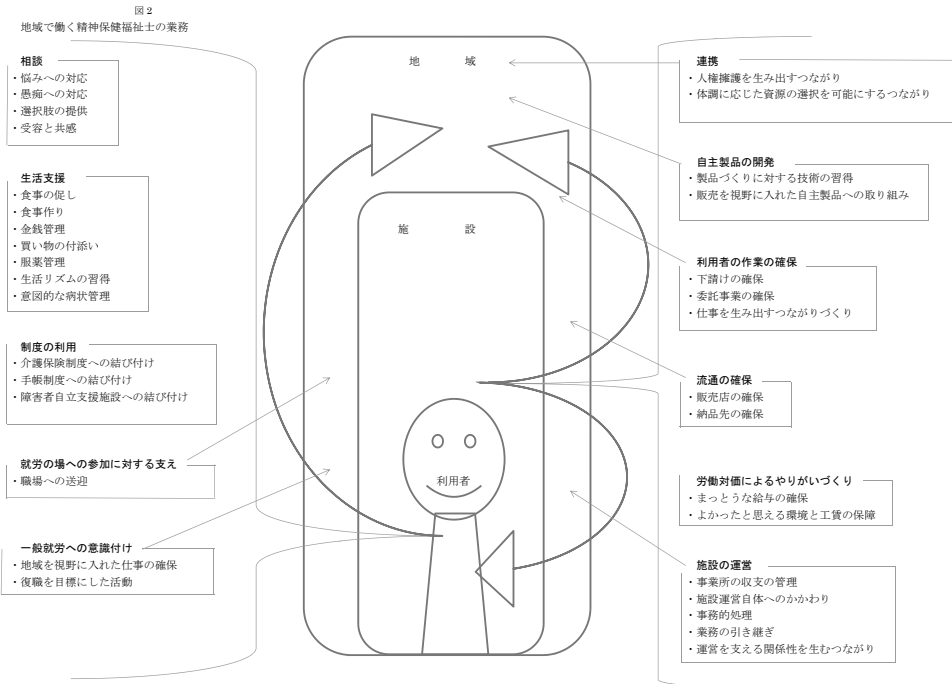 図2
地域で働く精神保健福祉士の業務
相談
・悩みへの対応
・愚痴への対応
・選択肢の提供
・受容と共感
生活支援
・食事の促し
・食事作り
・金銭管理
・買い物の付添い
・服薬管理
・生活リズムの習得
・意図的な病状管理
制度の利用
・介護保険制度への結び付け
・手帳制度への結び付け
・障害者自立支援施設への結び付け
就労の場への参加に対する支え
・職場への送迎
一般就労への意識付け
・地域を視野に入れた仕事の確保
・復職を目標にした活動
地域
施設
利用者
連携
・人権擁護を生み出すつながり
・体調に応じた資源の選択を可能にするつながり
自主製品の開発
・製品づくりに対する技術の習得
・販売を視野に入れた自主製品への取り組み
利用者の作業の確保
・下請けの確保
・委託事業の確保
・仕事を生み出すつながりづくり
流通の確保
・販売店の確保
・納品先の確保
労働対価によるやりがいづくり
・まっとうな給与の確保
・よかったと思える環境と工賃の保障
施設の運営
・事業所の収支の管理
・施設運営自体へのかかわり
・事務的処理
・業務の引き継ぎ
・運営を支える関係性を生むつながり